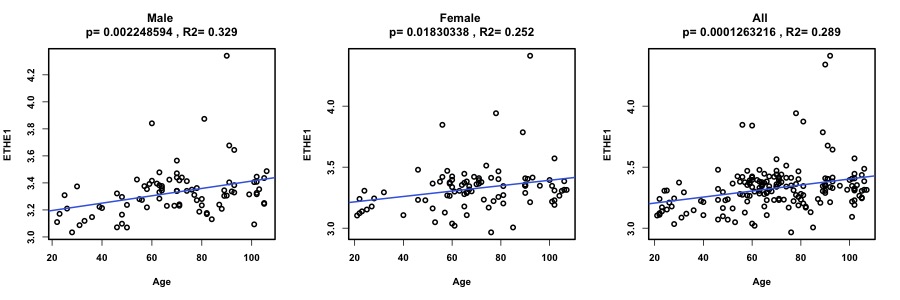 Male
p= 0.002248594 , R2= 0.329
ETHE1
3.0 3.2 3.4 3.6 3.8 4.0 4.2
20 40 60 80 100
Age
Female
p= 0.01830338 , R2= 0.252
ETHE1
3.0 3.5 4.0
20 40 60 80 100
Age
All
p= 0.0001263216 , R2= 0.289
ETHE1
3.0 3.5 4.0
20 40 60 80 100
Age